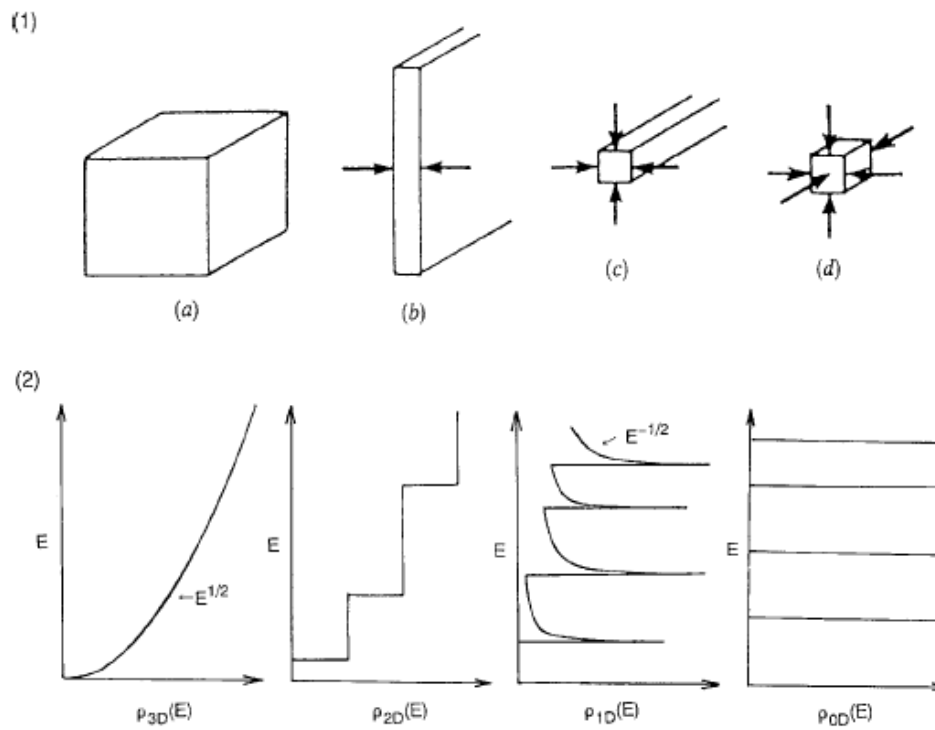 (1)
(a)
(b)
(c)
(d)
(2)
E
E^{1/2}
ρ_{3D}(E)
E
ρ_{2D}(E)
E
E^{-1/2}
ρ_{1D}(E)
E
ρ_{0D}(E)